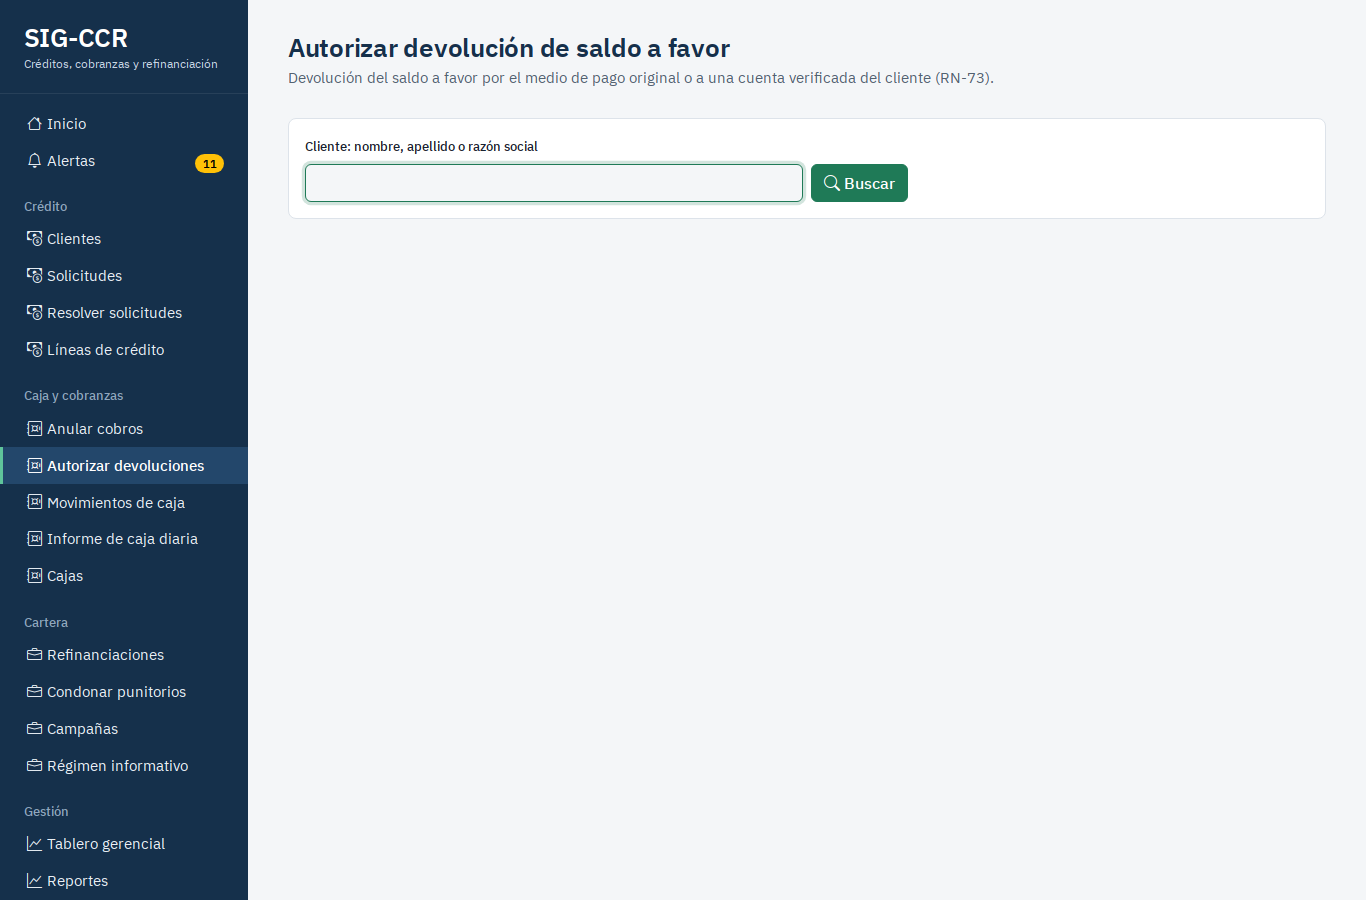 SIG-CCR
Créditos, cobranzas y refinanciación
Inicio
Alertas
11
Crédito
Clientes
Solicitudes
Resolver solicitudes
Líneas de crédito
Caja y cobranzas
Anular cobros
Autorizar devoluciones
Movimientos de caja
Informe de caja diaria
Cajas
Cartera
Refinanciaciones
Condonar punitorios
Campañas
Régimen informativo
Gestión
Tablero gerencial
Reportes
Autorizar devolución de saldo a favor
Devolución del saldo a favor por el medio de pago original o a una cuenta verificada del cliente (RN-73).
Cliente: nombre, apellido o razón social
Buscar